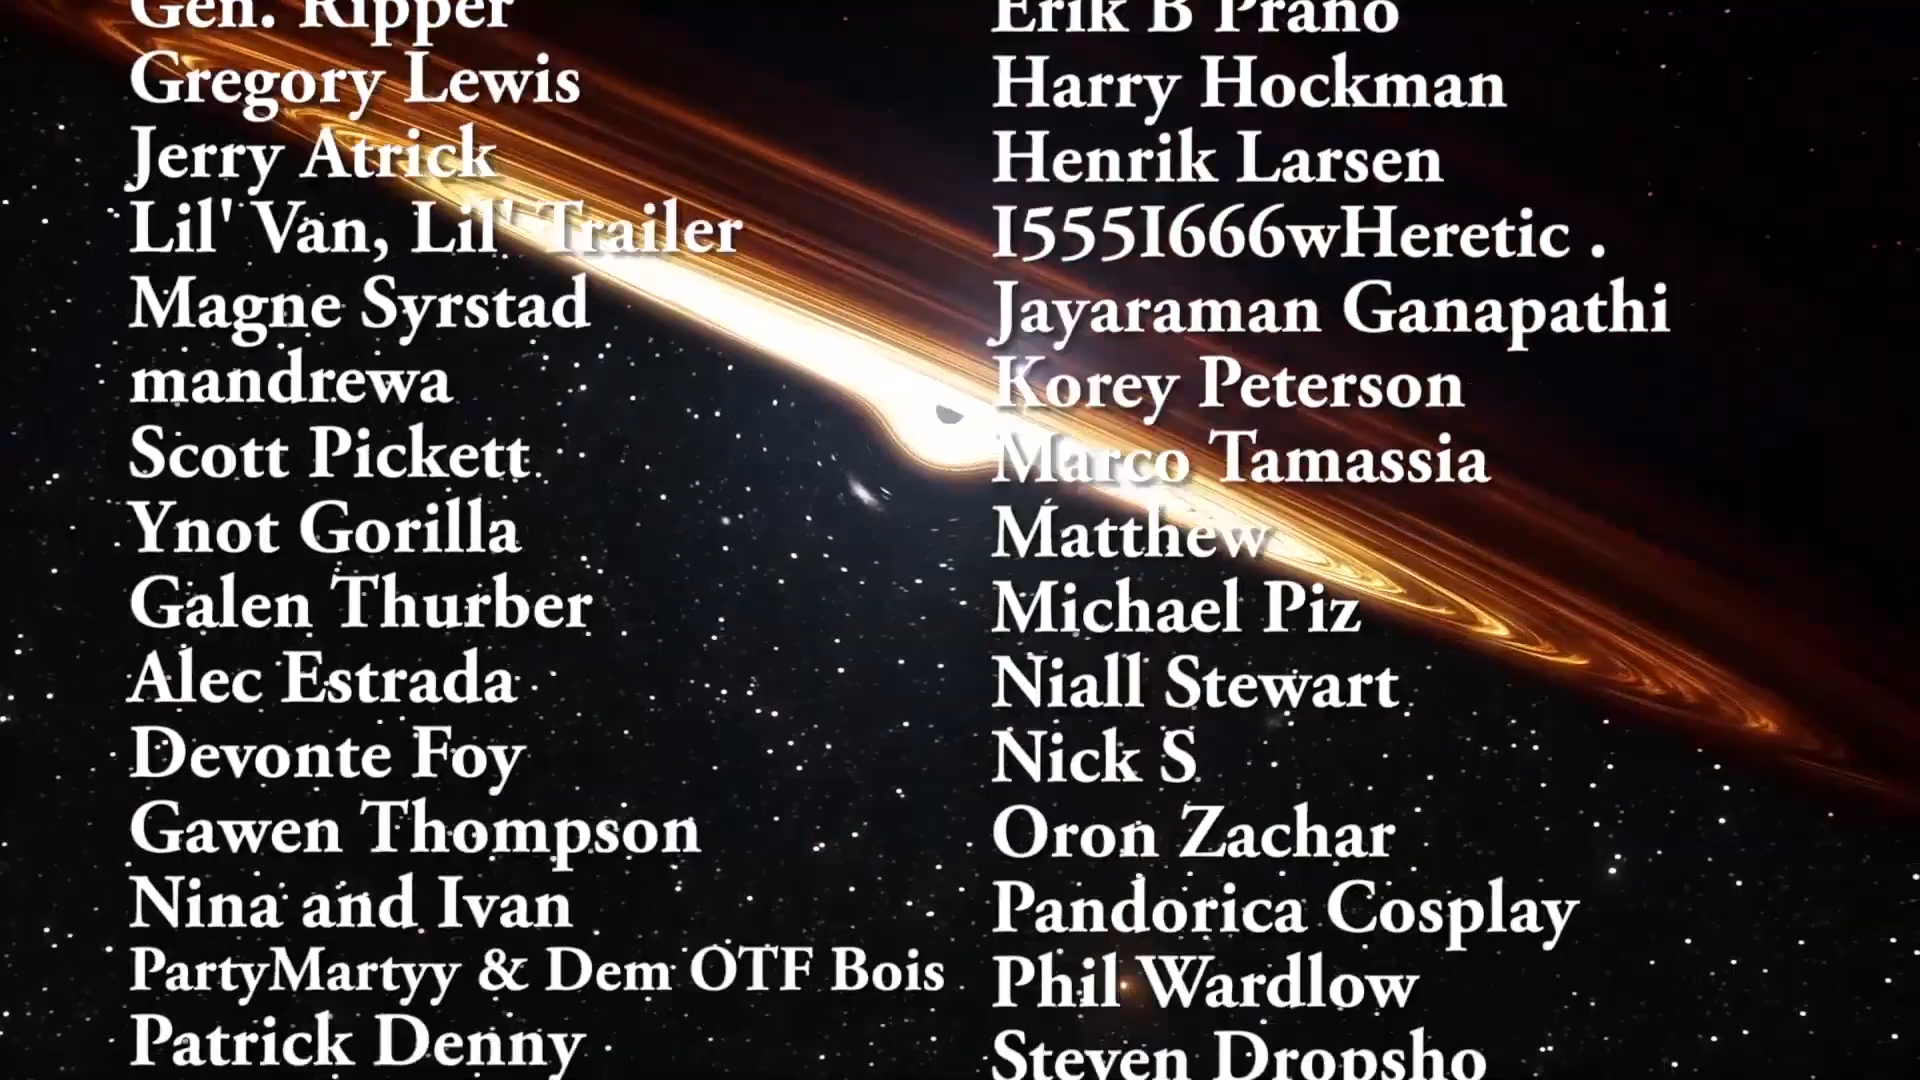 Gen. Ripper
Gregory Lewis
Jerry Atrick
Lil' Van, Lil' Trailer
Magne Syrstad
mandrewa
Scott Pickett
Ynot Gorilla
Galen Thurber
Alec Estrada
Devonte Foy
Gawen Thompson
Nina and Ivan
PartyMartyy & Dem OTF Bois
Patrick Denny
Erik B Prano
Harry Hockman
Henrik Larsen
I555I666wHeretic .
Jayaraman Ganapathi
Korey Peterson
Marco Tamassia
Matthew
Michael Piz
Niall Stewart
Nick S
Oron Zachar
Pandorica Cosplay
Phil Wardlow
Steven Dropsho